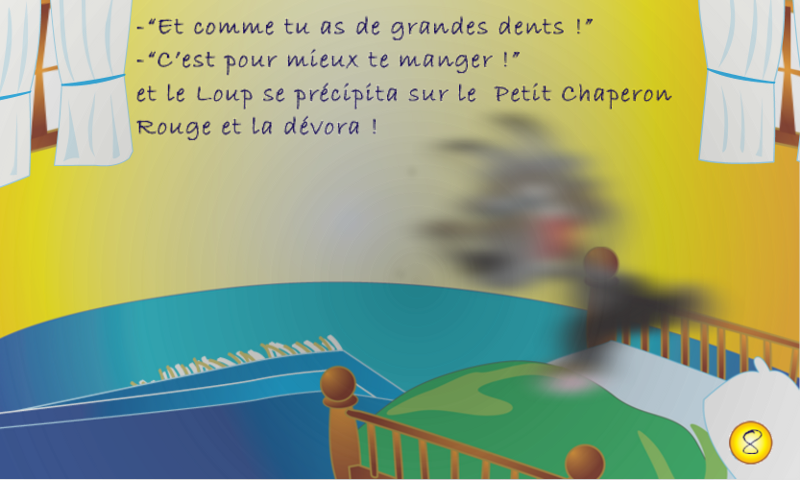 -“Et comme tu as de grandes dents !”
-“C’est pour mieux te manger !”
et le Loup se précipita sur le Petit Chaperon
Rouge et la dévora !
8